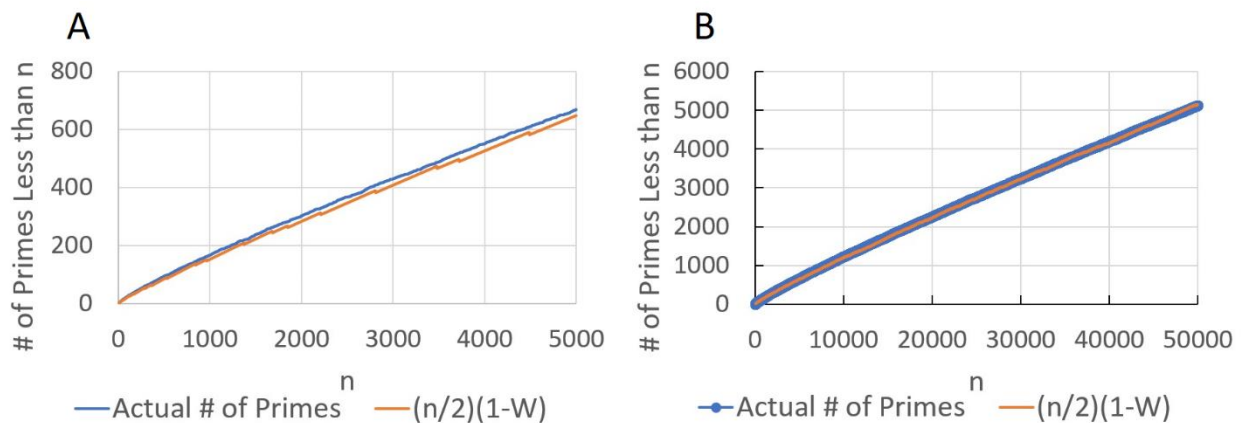 A
# of Primes Less than n
800
600
400
200
0
0 1000 2000 3000 4000 5000
n
Actual # of Primes (n/2)(1-W)
B
# of Primes Less than n
6000
5000
4000
3000
2000
1000
0
0 10000 20000 30000 40000 50000
n
Actual # of Primes (n/2)(1-W)